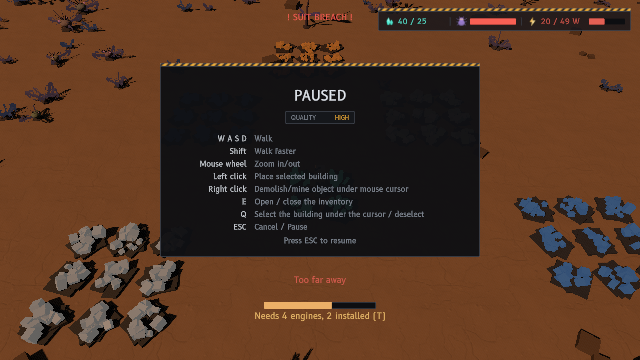 ! SUIT BREACH !
40 / 25
20 / 49 W
PAUSED
QUALITY HIGH
W A S D Walk
Shift Walk faster
Mouse wheel Zoom in/out
Left click Place selected building
Right click Demolish/mine object under mouse cursor
E Open / close the inventory
Q Select the building under the cursor / deselect
ESC Cancel / Pause
Press ESC to resume
Too far away
Needs 4 engines, 2 installed [T]